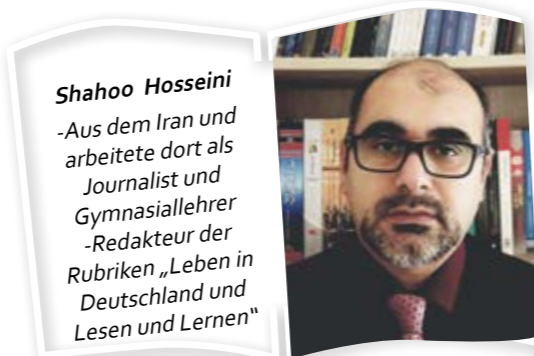 Shahoo Hosseini
-Aus dem Iran und
arbeitete dort als
Journalist und
Gymnasiallehrer
-Redakteur der
Rubriken „Leben in
Deutschland und
Lesen und Lernen“